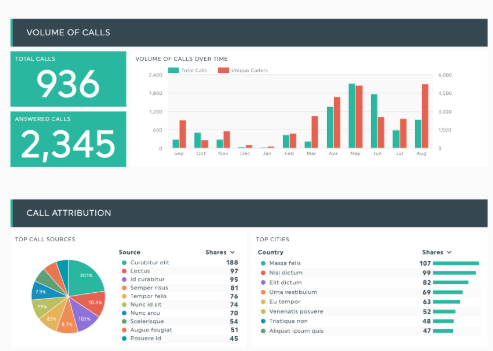 VOLUME OF CALLS
TOTAL CALLS
936
ANSWERED CALLS
2,345
VOLUME OF CALLS OVER TIME
Total Calls
Unique Callers
2,400
1,800
1,200
600
0
6,000
4,500
3,000
1,500
0
Sep Oct Nov Dec Jan Feb Mar Apr May Jun Jul Aug
CALL ATTRIBUTION
TOP CALL SOURCES
20.1%
10.4%
10.1%
8.7%
8.1%
7.9%
7.5%
Source Shares
Curabitur elit 188
Lectus 97
Id curabitur 95
Semper risus 81
Tempor felis 76
Nunc id sit 74
Nunc arcu 70
Scelerisque 54
Augue feugiat 51
Posuere id 45
TOP CITIES
Country Shares
Massa felis 107
Nisi dictum 99
Elit dictum 82
Urna vestibulum 69
Eu tempor 63
Venenatis posuere 52
Tristique non 48
Aliquet ipsum quis 47